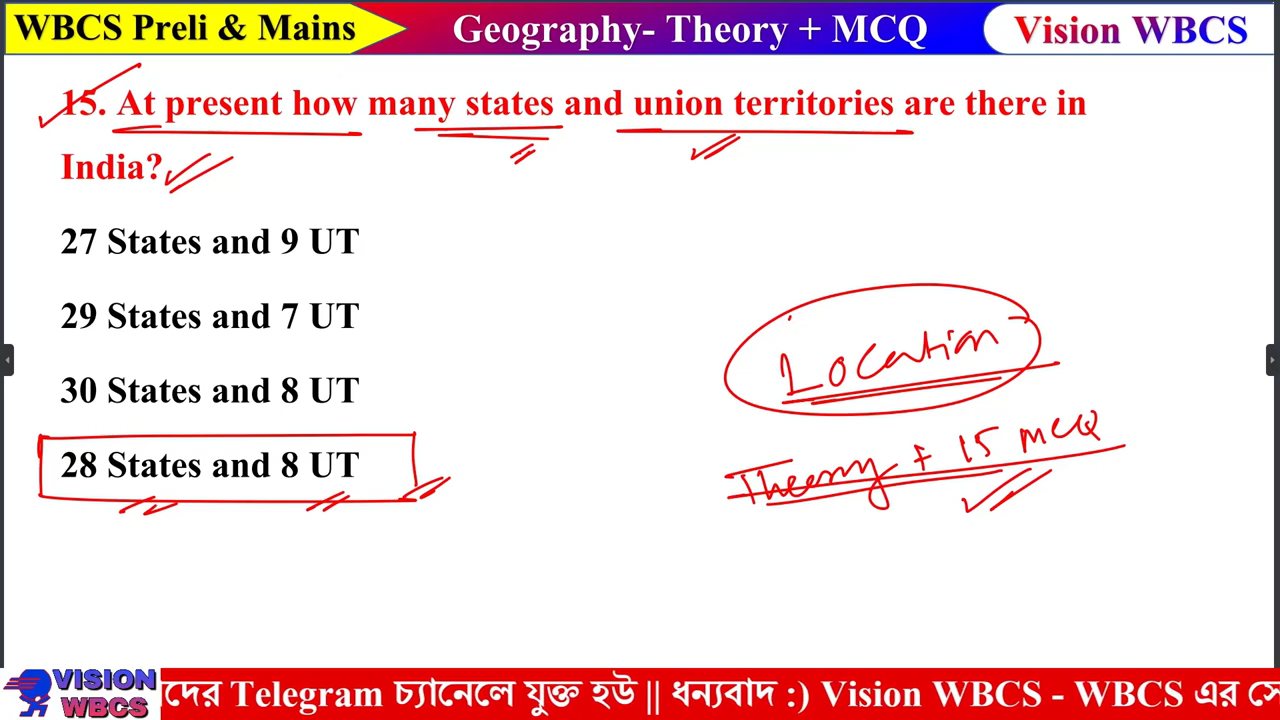 WBCS Preli & Mains
Geography- Theory + MCQ
Vision WBCS
15. At present how many states and union territories are there in
India?
27 States and 9 UT
29 States and 7 UT
30 States and 8 UT
28 States and 8 UT
Location
Theory + 15 MCQ
VISION
WBCS
দের Telegram চ্যানেলে যুক্ত হউ || ধন্যবাদ :) Vision WBCS - WBCS এর সে